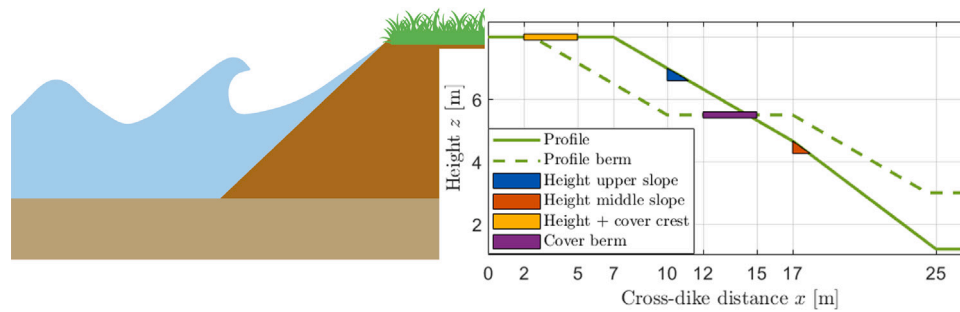 Height z [m]
6
4
2
Profile
Profile berm
Height upper slope
Height middle slope
Height + cover crest
Cover berm
0 2 5 7 10 12 15 17 25
Cross-dike distance x [m]